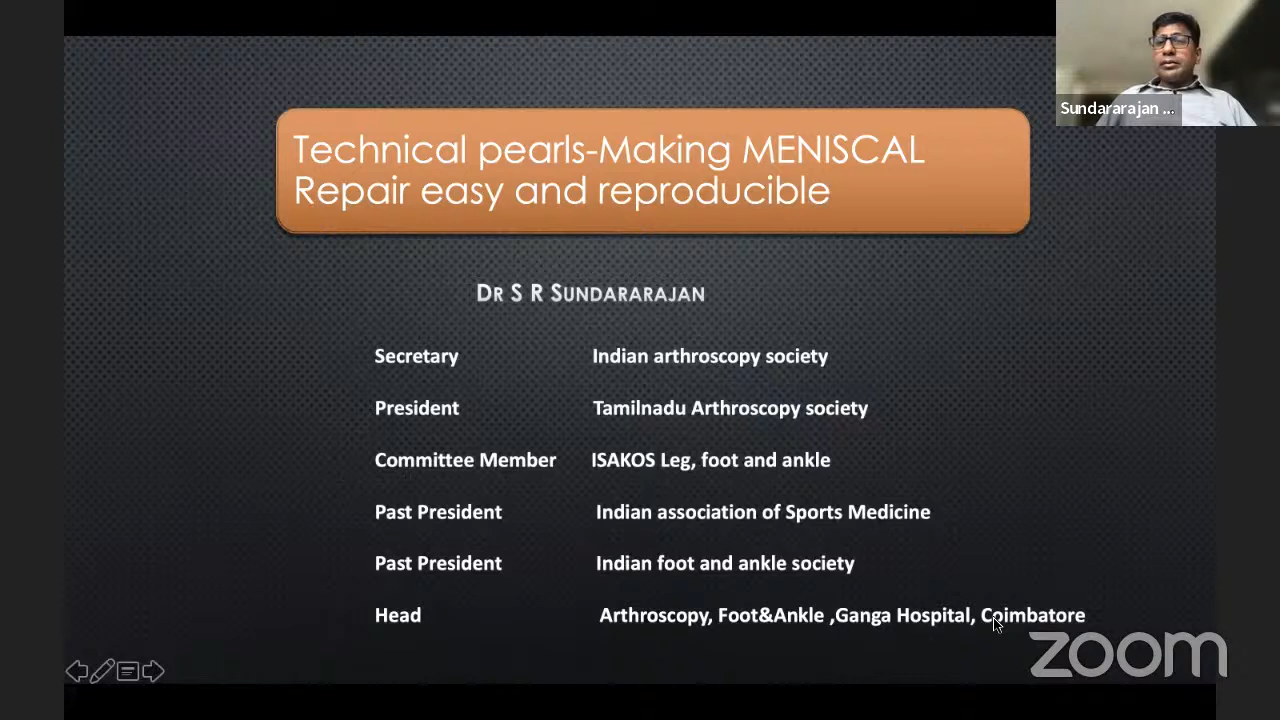 Sundararajan ...
Technical pearls-Making MENISCAL
Repair easy and reproducible
DR S R SUNDARARAJAN
Secretary Indian arthroscopy society
President Tamilnadu Arthroscopy society
Committee Member ISAKOS Leg, foot and ankle
Past President Indian association of Sports Medicine
Past President Indian foot and ankle society
Head Arthroscopy, Foot&Ankle ,Ganga Hospital, Coimbatore
zoom